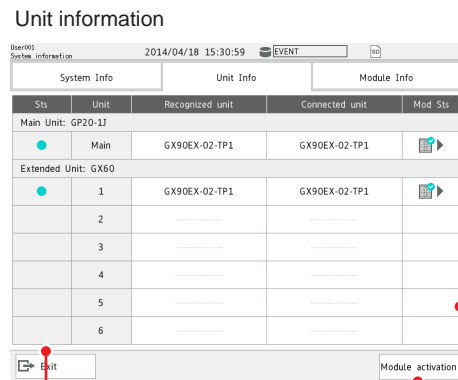 Unit information
User001
System information
2014/04/18 15:30:59
EVENT
SD
System Info
Unit Info
Module Info
Sts Unit Recognized unit Connected unit Mod Sts
Main Unit: GP20-1J
Main GX90EX-02-TP1 GX90EX-02-TP1
Extended Unit: GX60
1 GX90EX-02-TP1 GX90EX-02-TP1
2 -------------- --------------
3 -------------- --------------
4 -------------- --------------
5 -------------- --------------
6 -------------- --------------
Exit
Module activation